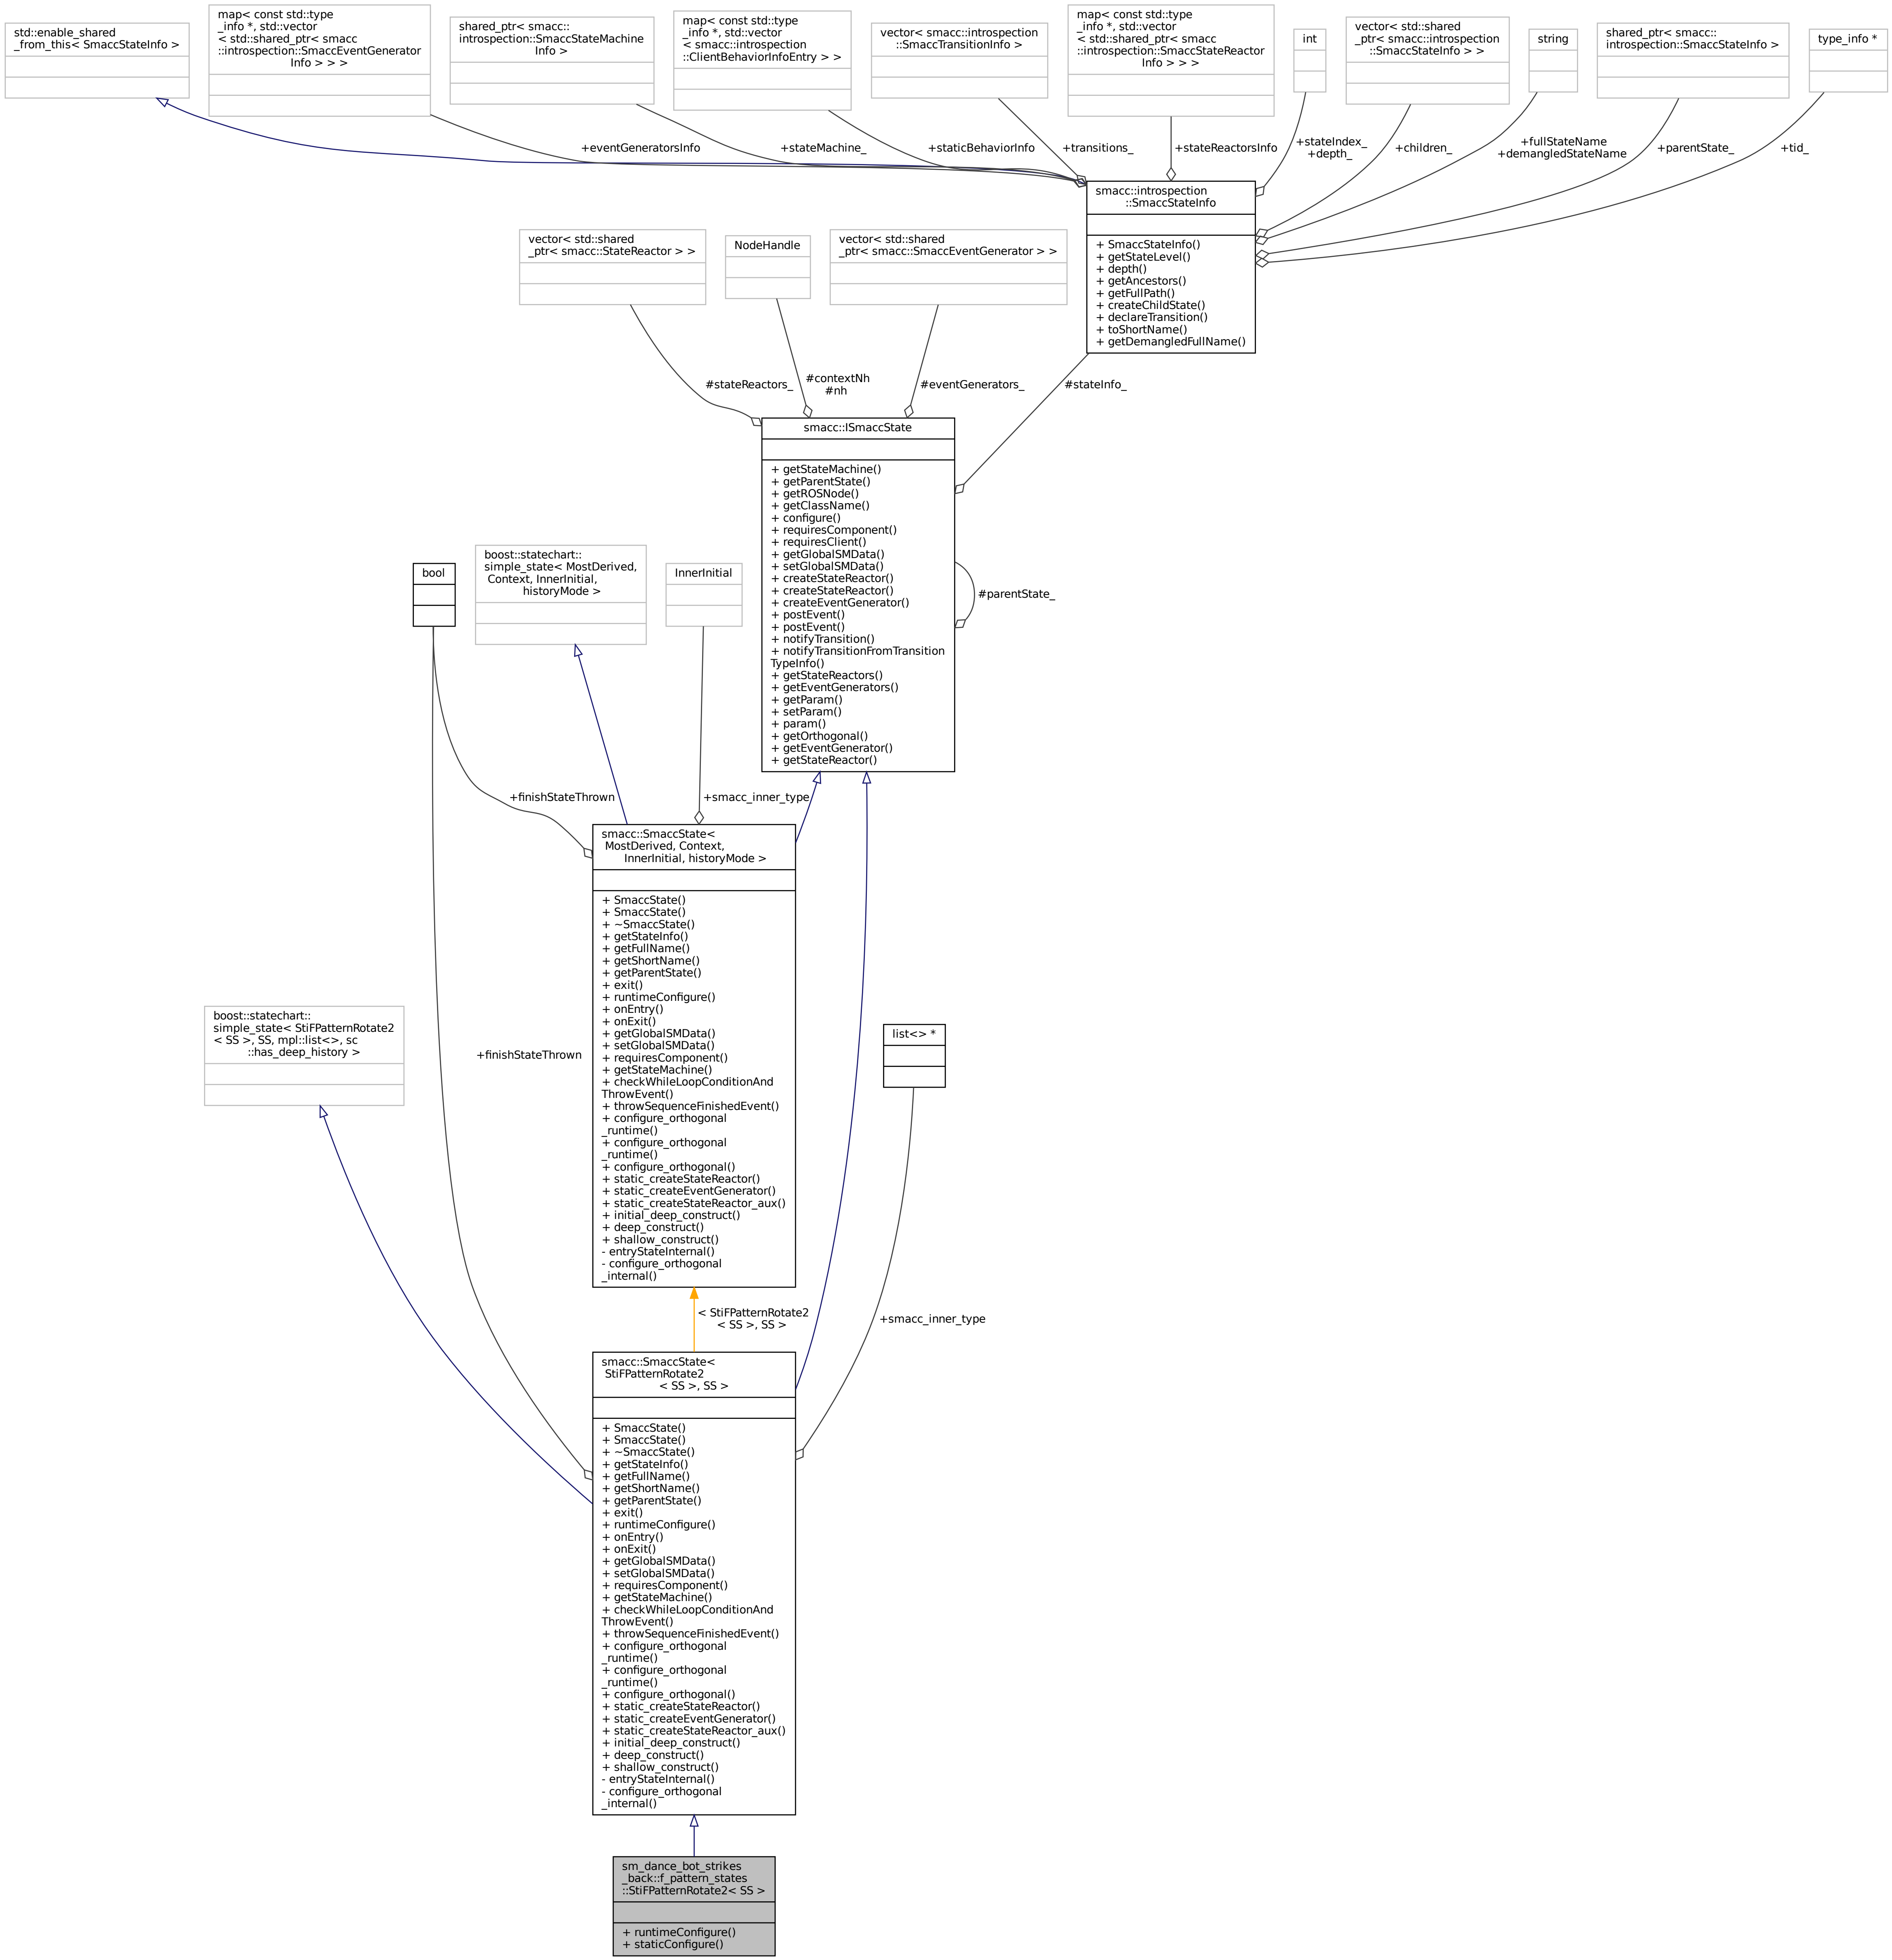 std::enable_shared
_from_this< SmaccStateInfo >
map< const std::type
_info *, std::vector
< std::shared_ptr< smacc
::introspection::SmaccEventGenerator
Info > > >
shared_ptr< smacc::
introspection::SmaccStateMachine
Info >
map< const std::type
_info *, std::vector
< smacc::introspection
::ClientBehaviorInfoEntry > >
vector< smacc::introspection
::SmaccTransitionInfo >
map< const std::type
_info *, std::vector
< std::shared_ptr< smacc
::introspection::SmaccStateReactor
Info > > >
int
vector< std::shared
_ptr< smacc::introspection
::SmaccStateInfo > >
string
shared_ptr< smacc::
introspection::SmaccStateInfo >
type_info *
+eventGeneratorsInfo
+stateMachine_
+staticBehaviorInfo
+transitions_
+stateReactorsInfo
+stateIndex_
+depth_
+children_
+fullStateName
+demangledStateName
+parentState_
+tid_
smacc::introspection
::SmaccStateInfo
+ SmaccStateInfo()
+ getStateLevel()
+ depth()
+ getAncestors()
+ getFullPath()
+ createChildState()
+ declareTransition()
+ toShortName()
+ getDemangledFullName()
vector< std::shared
_ptr< smacc::StateReactor > >
NodeHandle
vector< std::shared
_ptr< smacc::SmaccEventGenerator > >
#stateReactors_
#contextNh
#nh
#eventGenerators_
#stateInfo_
smacc::ISmaccState
+ getStateMachine()
+ getParentState()
+ getROSNode()
+ getClassName()
+ configure()
+ requiresComponent()
+ requiresClient()
+ getGlobalSMData()
+ setGlobalSMData()
+ createStateReactor()
+ createStateReactor()
+ createEventGenerator()
+ postEvent()
+ postEvent()
+ notifyTransition()
+ notifyTransitionFromTransition
TypeInfo()
+ getStateReactors()
+ getEventGenerators()
+ getParam()
+ setParam()
+ param()
+ getOrthogonal()
+ getEventGenerator()
+ getStateReactor()
#parentState_
bool
boost::statechart::
simple_state< MostDerived,
Context, InnerInitial,
historyMode >
InnerInitial
+finishStateThrown
+smacc_inner_type
smacc::SmaccState<
MostDerived, Context,
InnerInitial, historyMode >
+ SmaccState()
+ SmaccState()
+ ~SmaccState()
+ getStateInfo()
+ getFullName()
+ getShortName()
+ getParentState()
+ exit()
+ runtimeConfigure()
+ onEntry()
+ onExit()
+ getGlobalSMData()
+ setGlobalSMData()
+ requiresComponent()
+ getStateMachine()
+ checkWhileLoopConditionAnd
ThrowEvent()
+ throwSequenceFinishedEvent()
+ configure_orthogonal
_runtime()
+ configure_orthogonal
_runtime()
+ configure_orthogonal()
+ static_createStateReactor()
+ static_createEventGenerator()
+ static_createStateReactor_aux()
+ initial_deep_construct()
+ deep_construct()
+ shallow_construct()
- entryStateInternal()
- configure_orthogonal
_internal()
boost::statechart::
simple_state< StiFPatternRotate2
< SS >, SS, mpl::list<>, sc
::has_deep_history >
+finishStateThrown
list<> *
< StiFPatternRotate2
< SS >, SS >
+smacc_inner_type
smacc::SmaccState<
StiFPatternRotate2
< SS >, SS >
+ SmaccState()
+ SmaccState()
+ ~SmaccState()
+ getStateInfo()
+ getFullName()
+ getShortName()
+ getParentState()
+ exit()
+ runtimeConfigure()
+ onEntry()
+ onExit()
+ getGlobalSMData()
+ setGlobalSMData()
+ requiresComponent()
+ getStateMachine()
+ checkWhileLoopConditionAnd
ThrowEvent()
+ throwSequenceFinishedEvent()
+ configure_orthogonal
_runtime()
+ configure_orthogonal
_runtime()
+ configure_orthogonal()
+ static_createStateReactor()
+ static_createEventGenerator()
+ static_createStateReactor_aux()
+ initial_deep_construct()
+ deep_construct()
+ shallow_construct()
- entryStateInternal()
- configure_orthogonal
_internal()
sm_dance_bot_strikes
_back::f_pattern_states
::StiFPatternRotate2< SS >
+ runtimeConfigure()
+ staticConfigure()